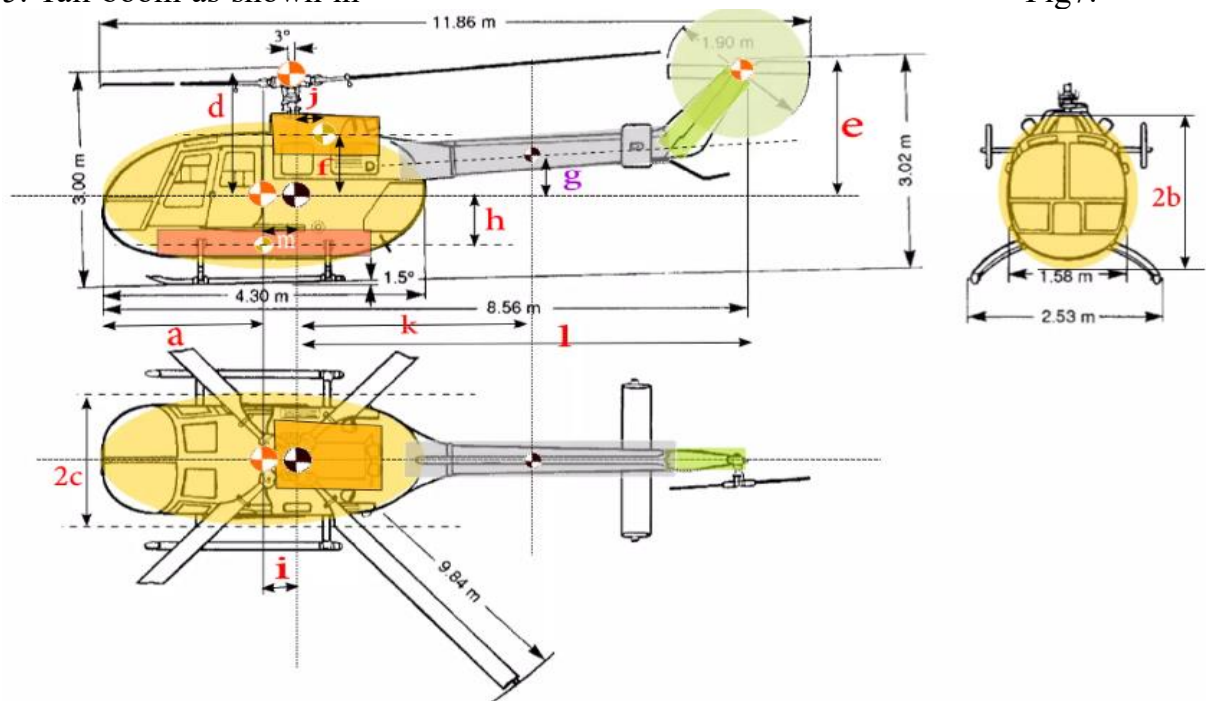 5. Tail boom as shown in Fig7.
11.86 m
3°
1.90 m
d
j
e
f
g
3.00 m
3.02 m
2b
h
m
1.5°
4.30 m
1.58 m
8.56 m
2.53 m
k
a
l
2c
i
9.84 m